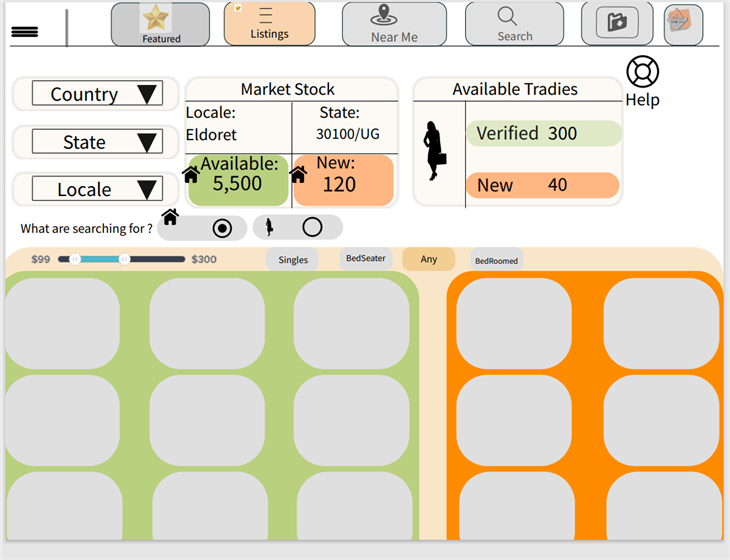 Featured
Listings
Near Me
Search
Country
State
Locale
Market Stock
Locale:
Eldoret
State:
30100/UG
Available:
5,500
New:
120
Available Tradies
Verified 300
New 40
Help
What are searching for ?
$99
$300
Singles
BedSeater
Any
BedRoomed